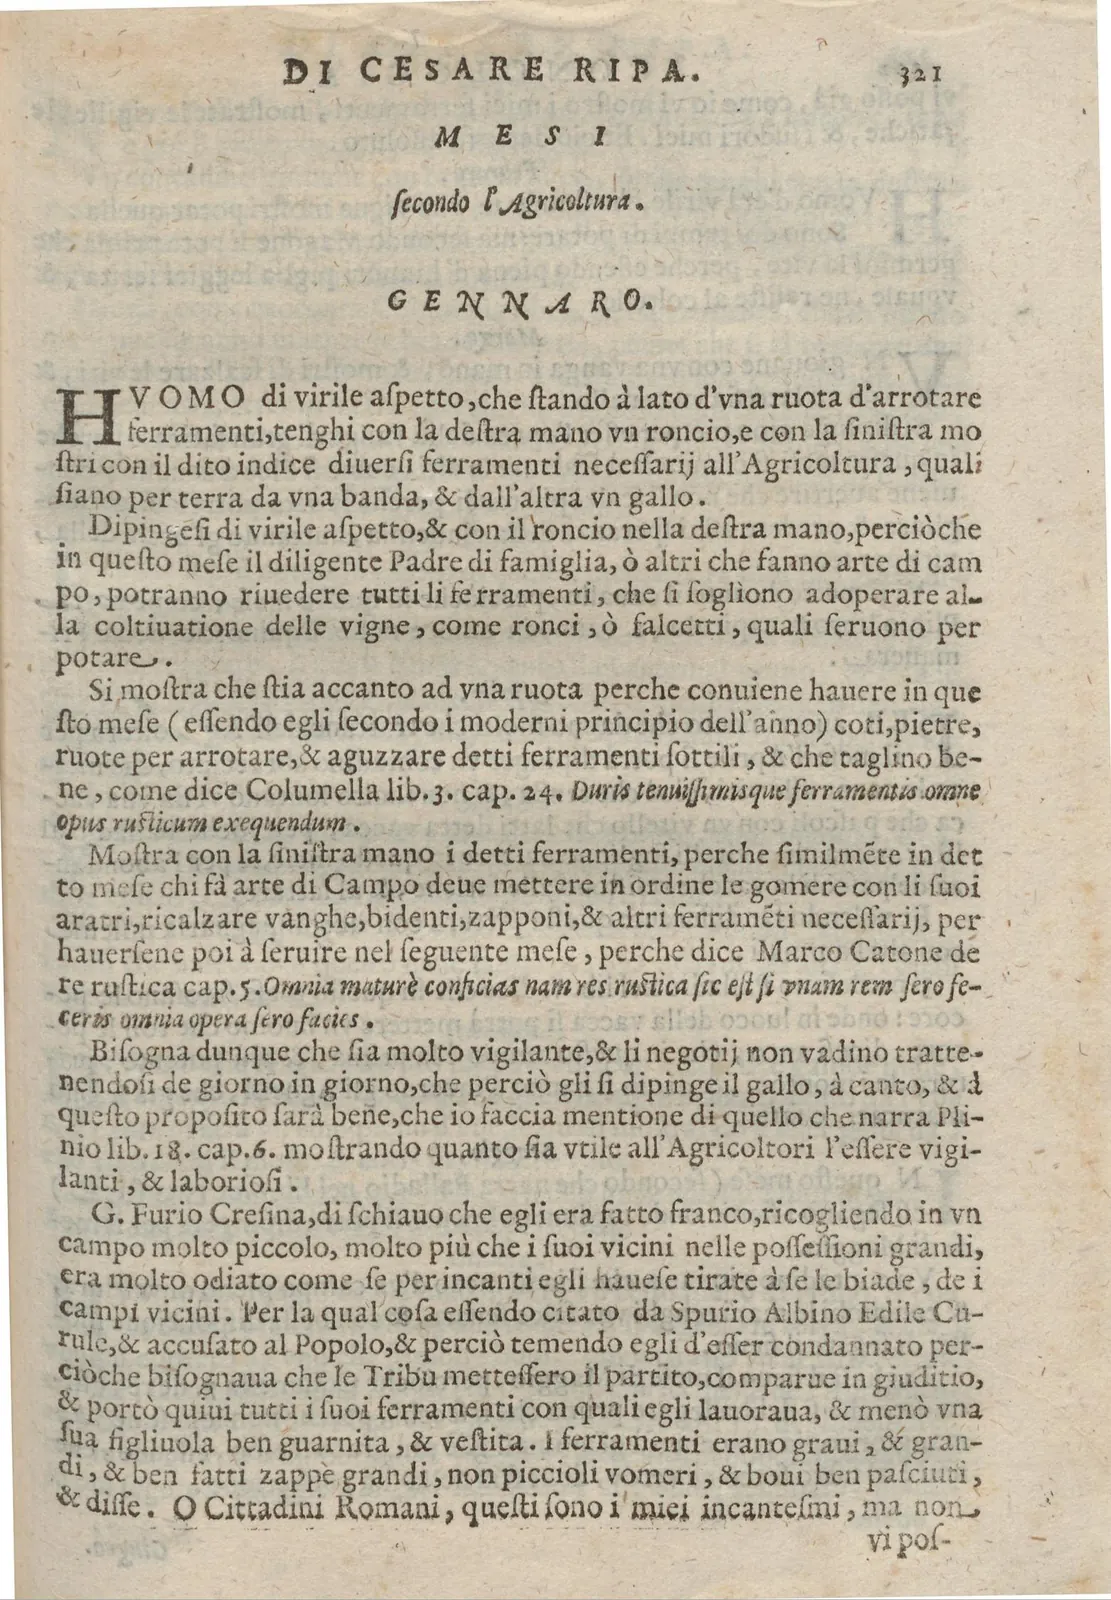 DI CESARE RIPA. 321
MESI
ſecondo l'Agricoltura.
GENNARO.
HVOMO di virile aſpetto, che ſtando à lato d'vna ruota d'arrotare
ferramenti, tenghi con la deſtra mano vn roncio, e con la ſiniſtra mo
ſtri con il dito indice diuerſi ferramenti neceſſarij all'Agricoltura, quali
ſiano per terra da vna banda, & dall'altra vn gallo.
Dipingeſi di virile aſpetto, & con il roncio nella deſtra mano, perciòche
in queſto meſe il diligente Padre di famiglia, ò altri che fanno arte di cam
po, potranno riuedere tutti li ferramenti, che ſi ſogliono adoperare al-
la coltiuatione delle vigne, come ronci, ò falcetti, quali ſeruono per
potare.
Si moſtra che ſtia accanto ad vna ruota perche conuiene hauere in que
ſto meſe (eſſendo egli ſecondo i moderni principio dell'anno) coti, pietre,
ruote per arrotare, & aguzzare detti ferramenti ſottili, & che taglino be-
ne, come dice Columella lib. 3. cap. 24. Duris tenuiſſimisque ferramentis omne
opus ruſticum exequendum.
Moſtra con la ſiniſtra mano i detti ferramenti, perche ſimilmẽte in det
to meſe chi fà arte di Campo deue mettere in ordine le gomere con li ſuoi
aratri, ricalzare vanghe, bidenti, zapponi, & altri ferramẽti neceſſarij, per
hauerſene poi à ſeruire nel ſeguente meſe, perche dice Marco Catone de
re ruſtica cap. 5. Omnia maturè conficias nam res ruſtica ſic eſt ſi vnam rem ſero fe-
ceris omnia opera ſero facies.
Biſogna dunque che ſia molto vigilante, & li negotij non vadino tratte-
nendoſi de giorno in giorno, che perciò gli ſi dipinge il gallo, à canto, & à
queſto propoſito ſarà bene, che io faccia mentione di quello che narra Pli-
nio lib. 18. cap. 6. moſtrando quanto ſia vtile all'Agricoltori l'eſſere vigi-
lanti, & laborioſi.
G. Furio Creſina, di ſchiauo che egli era fatto franco, ricogliendo in vn
campo molto piccolo, molto più che i ſuoi vicini nelle poſſeſſioni grandi,
era molto odiato come ſe per incanti egli haueſe tirate à ſe le biade, de i
campi vicini. Per la qual coſa eſſendo citato da Spurio Albino Edile Cu-
rule, & accuſato al Popolo, & perciò temendo egli d'eſſer condannato per-
ciòche biſognaua che le Tribu metteſſero il partito, comparue in giuditio,
& portò quiui tutti i ſuoi ferramenti con quali egli lauoraua, & menò vna
ſua figliuola ben guarnita, & veſtita. I ferramenti erano graui, & gran-
di, & ben fatti zappe grandi, non piccioli vomeri, & boui ben paſciuti,
& diſſe. O Cittadini Romani, queſti ſono i miei incanteſmi, ma non
vi poſ-